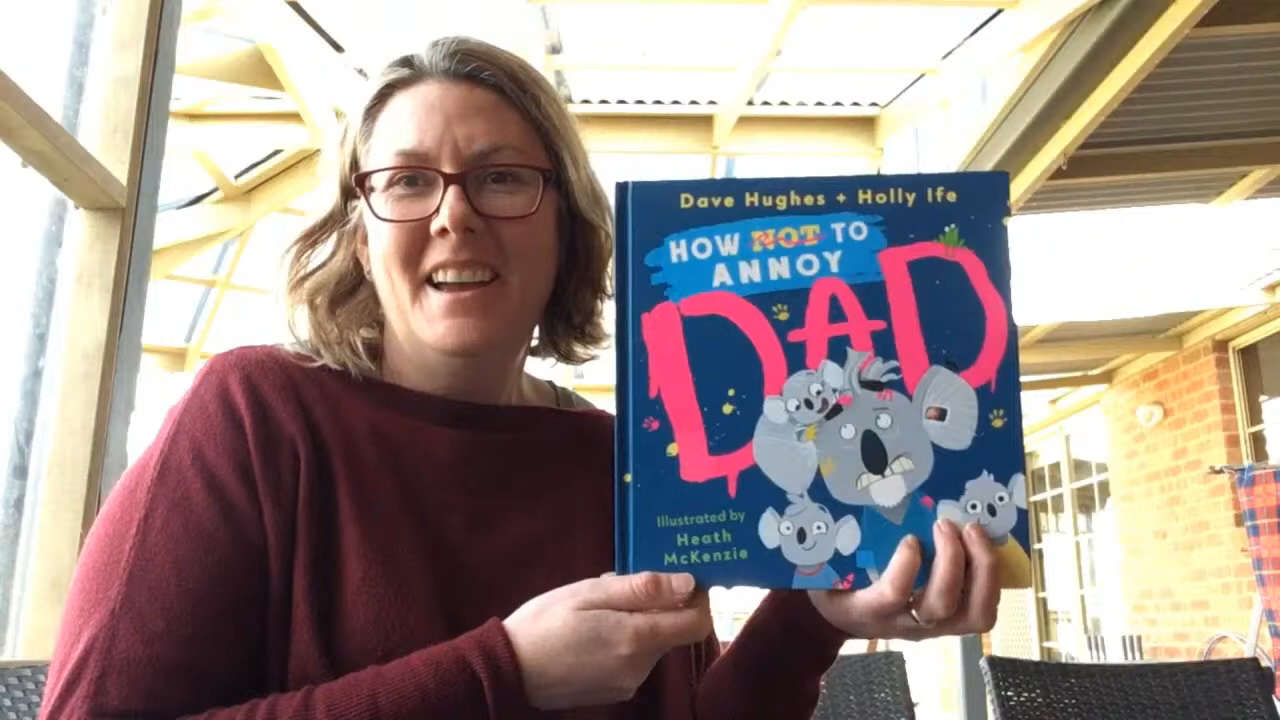 Dave Hughes + Holly Ife
HOW NOT TO
ANNOY
DAD
Illustrated by
Heath
McKenzie